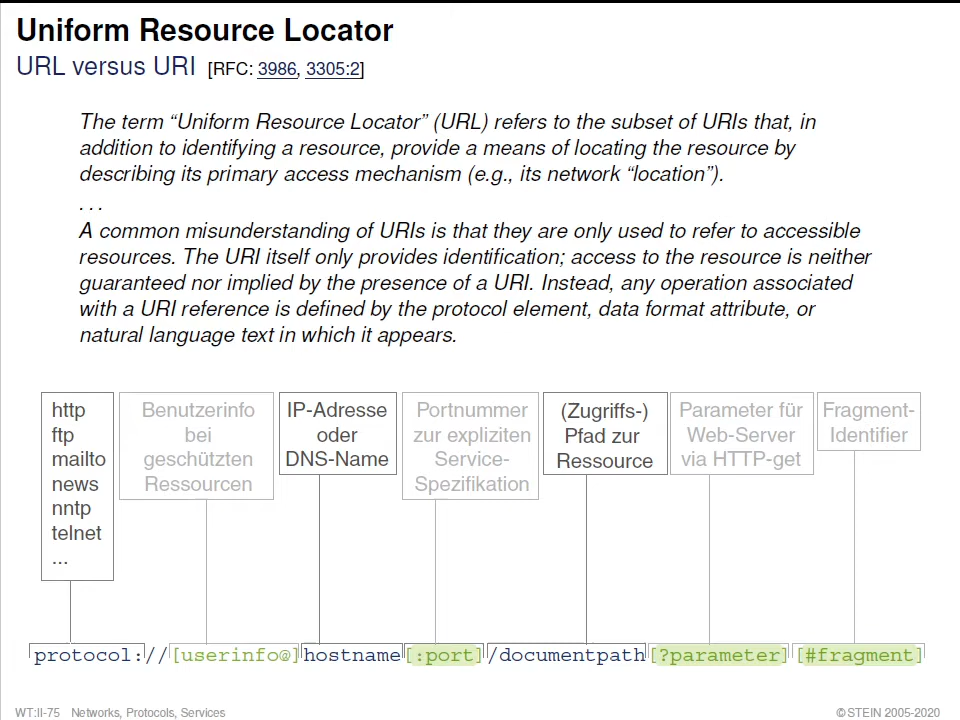 Uniform Resource Locator
URL versus URI [RFC: 3986, 3305:2]
The term “Uniform Resource Locator” (URL) refers to the subset of URIs that, in
addition to identifying a resource, provide a means of locating the resource by
describing its primary access mechanism (e.g., its network “location”).
. . .
A common misunderstanding of URIs is that they are only used to refer to accessible
resources. The URI itself only provides identification; access to the resource is neither
guaranteed nor implied by the presence of a URI. Instead, any operation associated
with a URI reference is defined by the protocol element, data format attribute, or
natural language text in which it appears.
http
ftp
mailto
news
nntp
telnet
...
Benutzerinfo
bei
geschützten
Ressourcen
IP-Adresse
oder
DNS-Name
Portnummer
zur expliziten
Service-
Spezifikation
(Zugriffs-)
Pfad zur
Ressource
Parameter für
Web-Server
via HTTP-get
Fragment-
Identifier
protocol://[userinfo@]hostname[:port]/documentpath[?parameter][#fragment]
WT:II-75 Networks, Protocols, Services
©STEIN 2005-2020